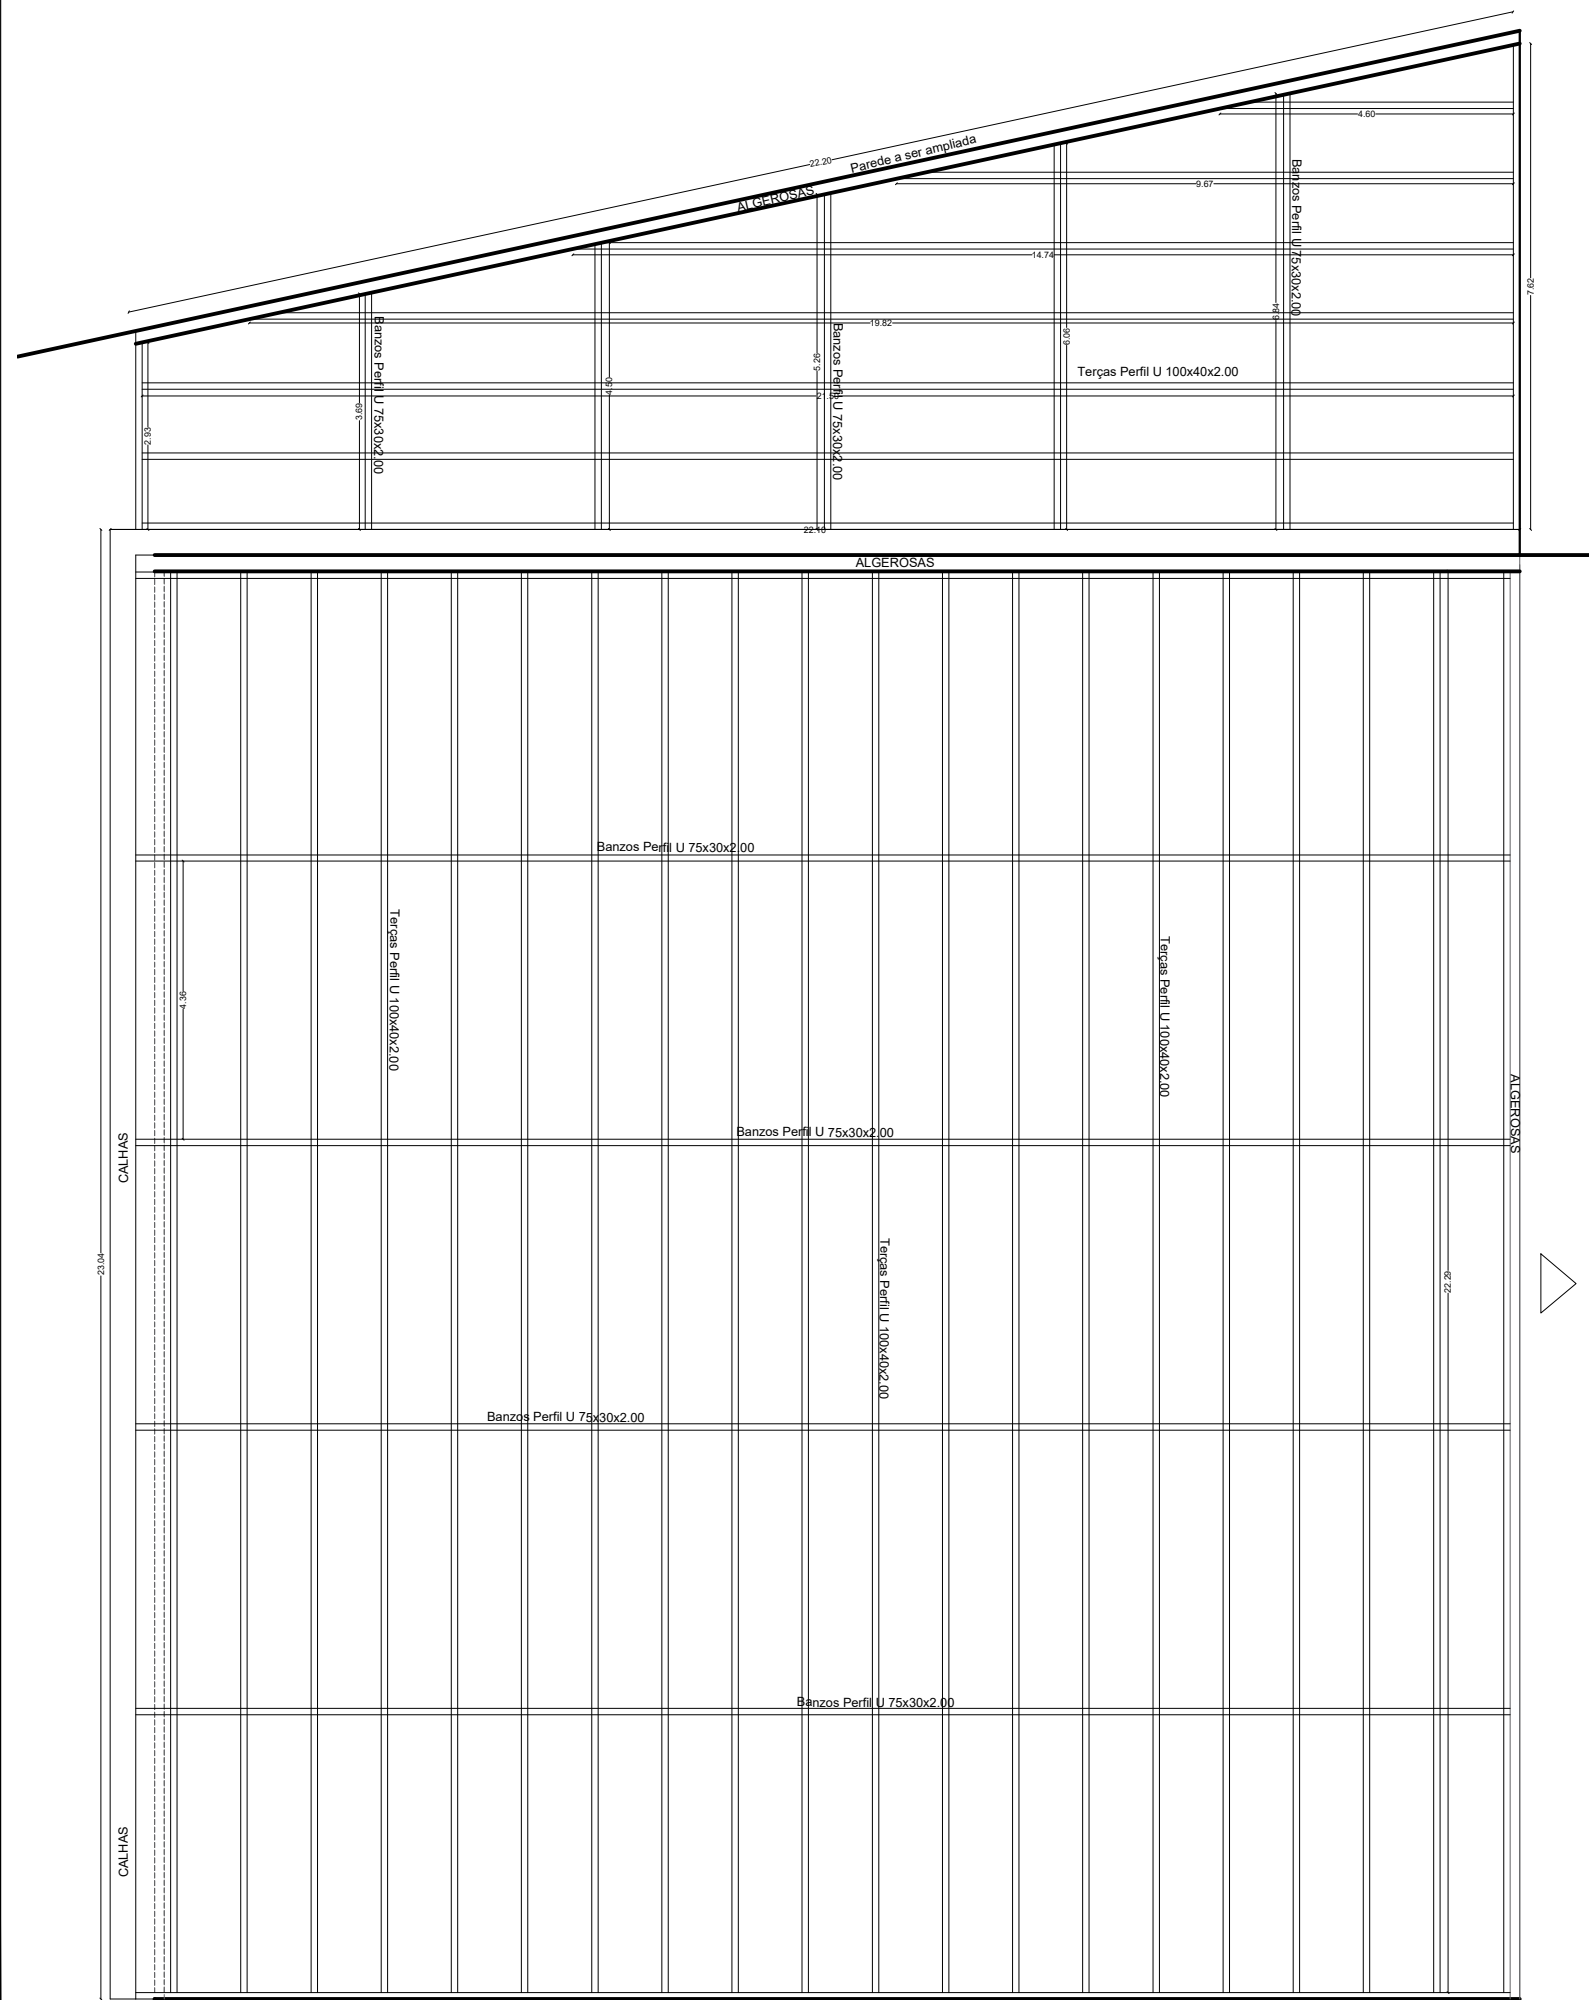 22.20
Parede a ser ampliada
ALGEROSAS
4.60
9.67
14.74
19.82
7.62
Banzos Perfil U 75x30x2.00
Banzos Perfil U 75x30x2.00
Banzos Perfil U 75x30x2.00
6.84
6.06
5.26
4.50
3.69
2.93
Terças Perfil U 100x40x2.00
22.10
ALGEROSAS
Banzos Perfil U 75x30x2.00
Terças Perfil U 100x40x2.00
Terças Perfil U 100x40x2.00
4.36
ALGEROSAS
CALHAS
Banzos Perfil U 75x30x2.00
23.04
Terças Perfil U 100x40x2.00
22.29
Banzos Perfil U 75x30x2.00
Banzos Perfil U 75x30x2.00
CALHAS